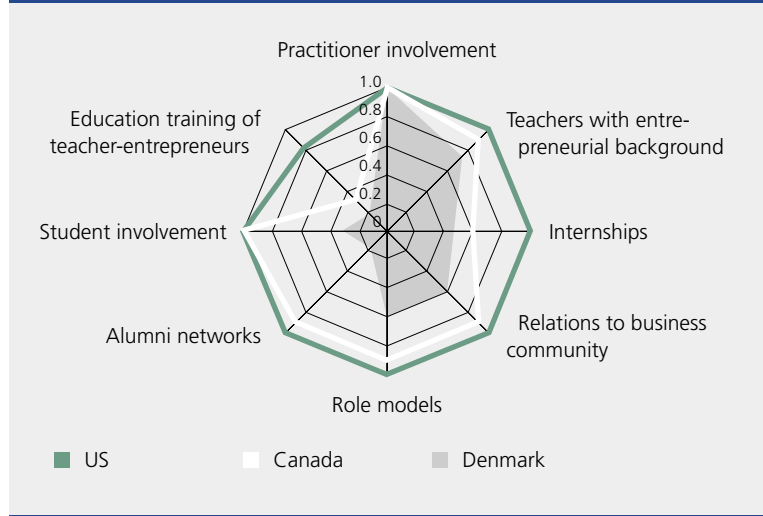 Practitioner involvement
1.0
0.8
0.6
0.4
0.2
0
Education training of
teacher-entrepreneurs
Teachers with entre-
preneurial background
Student involvement
Internships
Alumni networks
Relations to business
community
Role models
US
Canada
Denmark